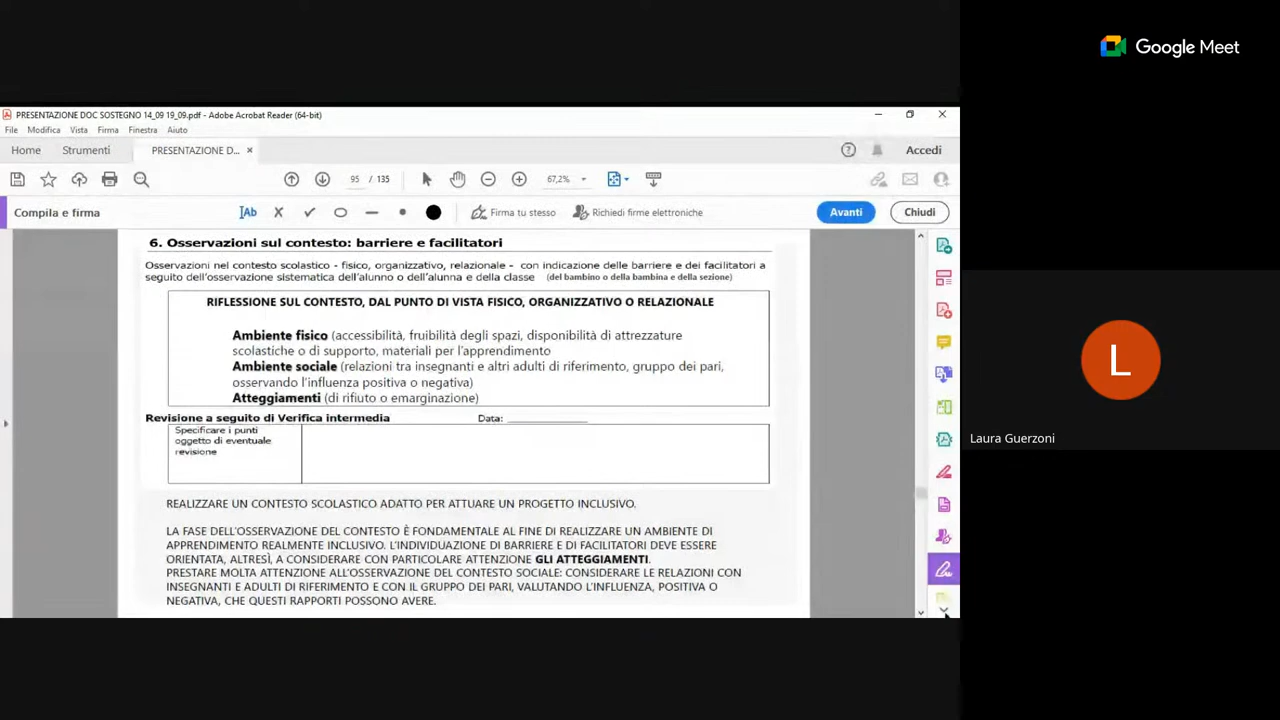 Google Meet
PRESENTAZIONE DOC SOSTEGNO 14_09 19_09.pdf - Adobe Acrobat Reader (64-bit)
File Modifica Vista Firma Finestra Aiuto
Home Strumenti PRESENTAZIONE D... × Accedi
95 / 135 67,2%
Compila e firma Ab Firma tu stesso Richiedi firme elettroniche Avanti Chiudi
6. Osservazioni sul contesto: barriere e facilitatori
Osservazioni nel contesto scolastico - fisico, organizzativo, relazionale - con indicazione delle barriere e dei facilitatori a
seguito dell'osservazione sistematica dell'alunno o dell'alunna e della classe (del bambino o della bambina e della sezione)
RIFLESSIONE SUL CONTESTO, DAL PUNTO DI VISTA FISICO, ORGANIZZATIVO O RELAZIONALE
Ambiente fisico (accessibilità, fruibilità degli spazi, disponibilità di attrezzature
scolastiche o di supporto, materiali per l'apprendimento
Ambiente sociale (relazioni tra insegnanti e altri adulti di riferimento, gruppo dei pari,
osservando l'influenza positiva o negativa)
Atteggiamenti (di rifiuto o emarginazione)
Revisione a seguito di Verifica intermedia Data: ______________
Specificare i punti
oggetto di eventuale
revisione
REALIZZARE UN CONTESTO SCOLASTICO ADATTO PER ATTUARE UN PROGETTO INCLUSIVO.
LA FASE DELL'OSSERVAZIONE DEL CONTESTO È FONDAMENTALE AL FINE DI REALIZZARE UN AMBIENTE DI
APPRENDIMENTO REALMENTE INCLUSIVO. L'INDIVIDUAZIONE DI BARRIERE E DI FACILITATORI DEVE ESSERE
ORIENTATA, ALTRESÌ, A CONSIDERARE CON PARTICOLARE ATTENZIONE GLI ATTEGGIAMENTI.
PRESTARE MOLTA ATTENZIONE ALL'OSSERVAZIONE DEL CONTESTO SOCIALE: CONSIDERARE LE RELAZIONI CON
INSEGNANTI E ADULTI DI RIFERIMENTO E CON IL GRUPPO DEI PARI, VALUTANDO L'INFLUENZA, POSITIVA O
NEGATIVA, CHE QUESTI RAPPORTI POSSONO AVERE.
L
Laura Guerzoni